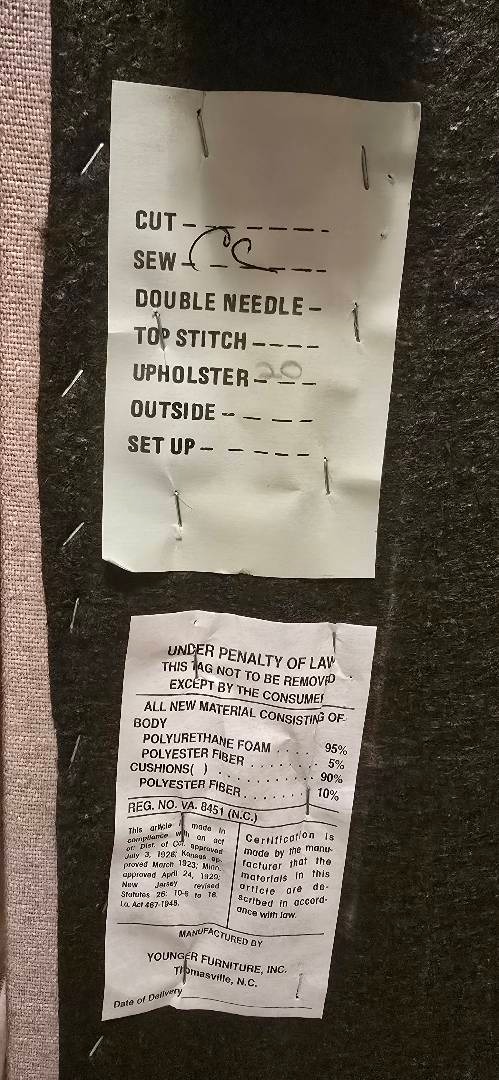 CUT - - - - - -
SEW - CC - - -
DOUBLE NEEDLE -
TOP STITCH - - - -
UPHOLSTER - 20 - -
OUTSIDE - - - - -
SET UP - - - - -
UNDER PENALTY OF LAW
THIS TAG NOT TO BE REMOVED
EXCEPT BY THE CONSUMER
ALL NEW MATERIAL CONSISTING OF
BODY
POLYURETHANE FOAM . . . . 95%
POLYESTER FIBER . . . . . . . . 5%
CUSHIONS( ) . . . . . . . . . . . . 90%
POLYESTER FIBER . . . . . . . . 10%
REG. NO. VA. 8451 (N.C.)
This article is made in
compliance with an act
of: Dist. of Col. approved
July 3, 1926; Kansas ap-
proved March 1923; Minn.
approved April 24, 1929;
New Jersey revised
Statutes 26: 10-6 to 18.
La. Act 467-1948.
Certification is
made by the manu-
facturer that the
materials in this
article are de-
scribed in accord-
ance with law.
MANUFACTURED BY
YOUNGER FURNITURE, INC.
Thomasville, N.C.
Date of Delivery